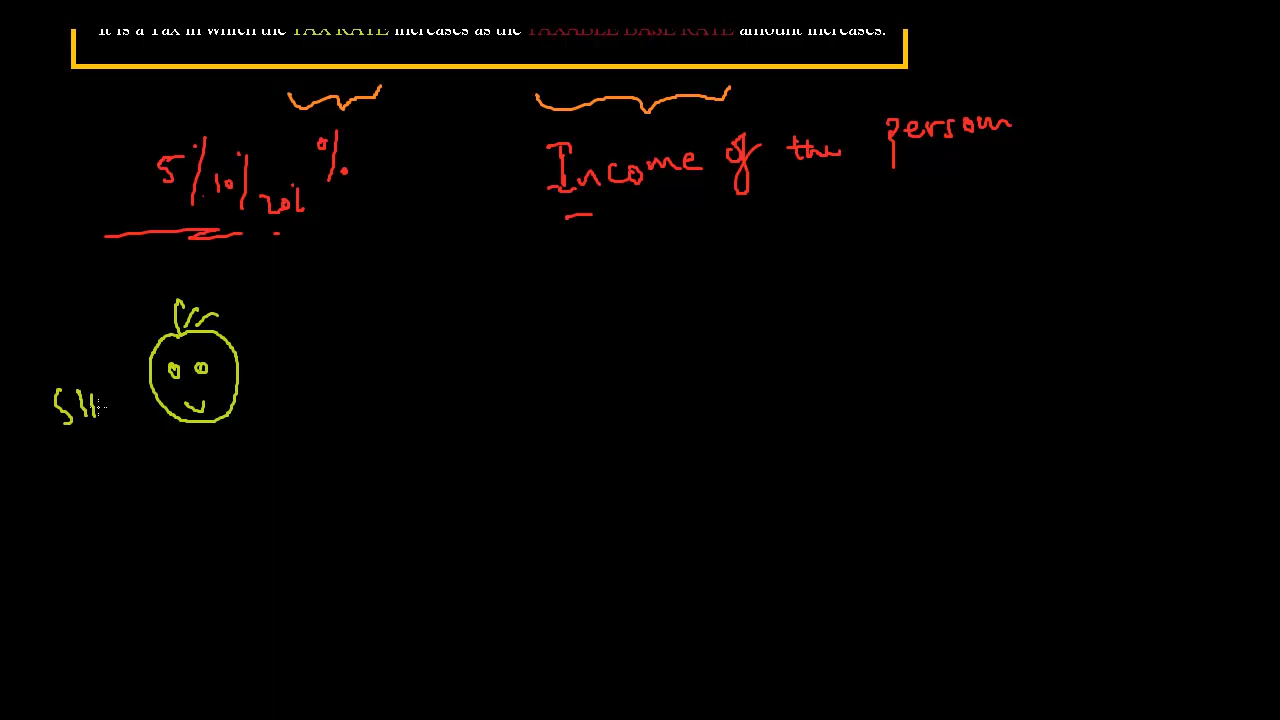 It is a Tax in which the TAX RATE increases as the TAXABLE BASE RATE amount increases.
5% 10% 20% % Income of the person
SH